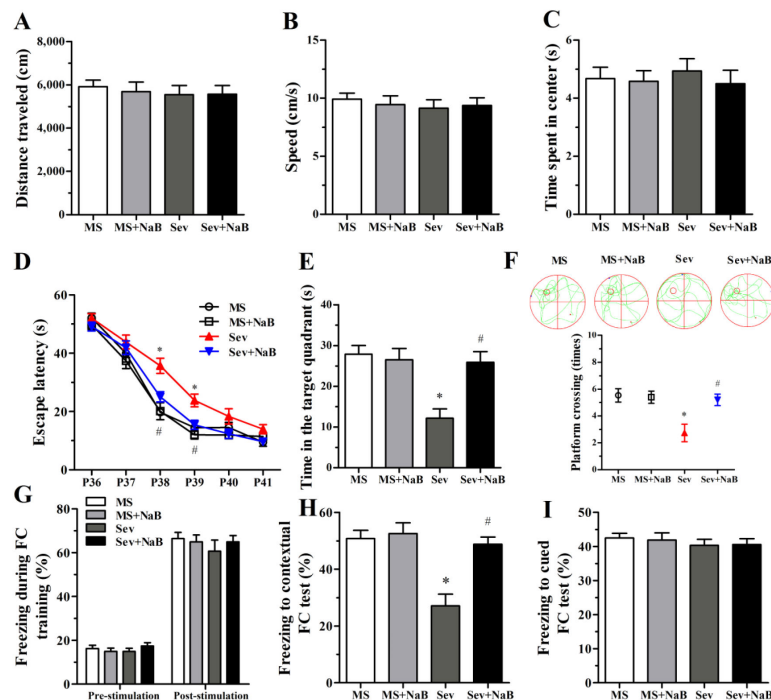 A
Distance traveled (cm)
8,000
6,000
4,000
2,000
0
MS MS+NaB Sev Sev+NaB
B
Speed (cm/s)
15
10
5
0
MS MS+NaB Sev Sev+NaB
C
Time spent in center (s)
6
4
2
0
MS MS+NaB Sev Sev+NaB
D
Escape latency (s)
60
40
20
0
MS
MS+NaB
Sev
Sev+NaB
* *
# #
P36 P37 P38 P39 P40 P41
E
Time in the target quadrant (s)
40
30
20
10
0
*
#
MS MS+NaB Sev Sev+NaB
F
MS MS+NaB Sev Sev+NaB
Platform crossing (times)
10
8
6
4
2
0
*
#
MS MS+NaB Sev Sev+NaB
G
Freezing during FC
training (%)
80
60
40
20
0
MS
MS+NaB
Sev
Sev+NaB
Pre-stimulation Post-stimulation
H
Freezing to contextual
FC test (%)
60
40
20
0
*
#
MS MS+NaB Sev Sev+NaB
I
Freezing to cued
FC test (%)
50
40
30
20
10
0
MS MS+NaB Sev Sev+NaB